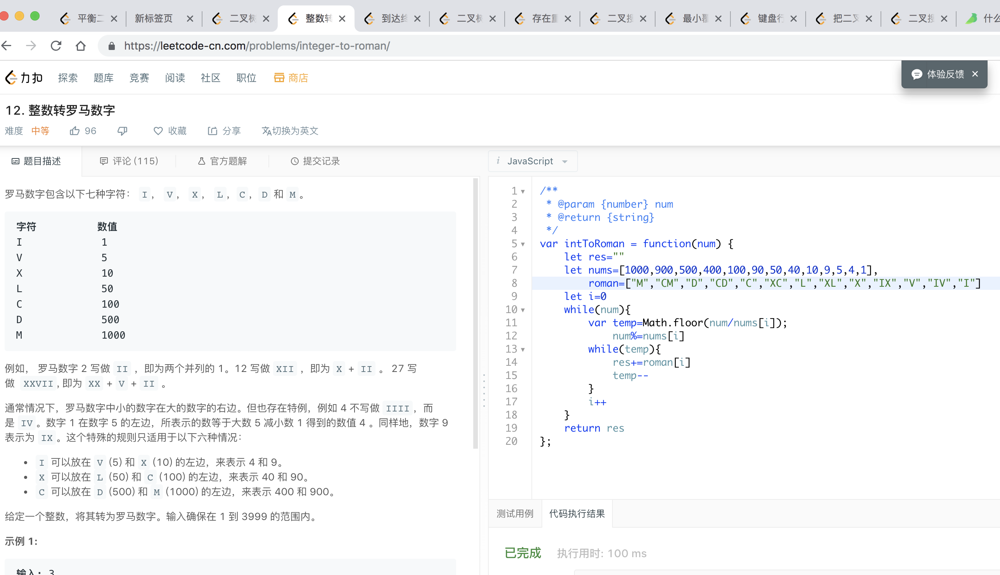 平衡二
新标签页
二叉树
整数转
到达终
二叉树
存在重
二叉搜
最小覆
键盘行
把二叉
二叉搜
什么
https://leetcode-cn.com/problems/integer-to-roman/
力扣 探索 题库 竞赛 阅读 社区 职位 商店
体验反馈
12. 整数转罗马数字
难度 中等 96 收藏 分享 切换为英文
题目描述 评论 (115) 官方题解 提交记录
罗马数字包含以下七种字符： I， V， X， L，C，D 和 M。
字符 数值
I 1
V 5
X 10
L 50
C 100
D 500
M 1000
例如， 罗马数字 2 写做 II ，即为两个并列的 1。12 写做 XII ，即为 X + II 。 27 写
做 XXVII, 即为 XX + V + II 。
通常情况下，罗马数字中小的数字在大的数字的右边。但也存在特例，例如 4 不写做 IIII，而
是 IV。数字 1 在数字 5 的左边，所表示的数等于大数 5 减小数 1 得到的数值 4 。同样地，数字 9
表示为 IX。这个特殊的规则只适用于以下六种情况：
• I 可以放在 V (5) 和 X (10) 的左边，来表示 4 和 9。
• X 可以放在 L (50) 和 C (100) 的左边，来表示 40 和 90。
• C 可以放在 D (500) 和 M (1000) 的左边，来表示 400 和 900。
给定一个整数，将其转为罗马数字。输入确保在 1 到 3999 的范围内。
示例 1:
输入: 3
i JavaScript
1 /**
2  * @param {number} num
3  * @return {string}
4  */
5 var intToRoman = function(num) {
6     let res=""
7     let nums=[1000,900,500,400,100,90,50,40,10,9,5,4,1],
8         roman=["M","CM","D","CD","C","XC","L","XL","X","IX","V","IV","I"]
9     let i=0
10     while(num){
11         var temp=Math.floor(num/nums[i]);
12             num%=nums[i]
13         while(temp){
14             res+=roman[i]
15             temp--
16         }
17         i++
18     }
19     return res
20 };
测试用例 代码执行结果
已完成 执行用时: 100 ms